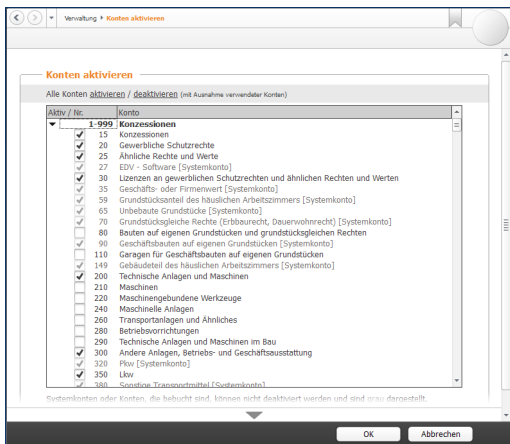 Verwaltung Konten aktivieren
Konten aktivieren
Alle Konten aktivieren / deaktivieren (mit Ausnahme verwendeter Konten)
Aktiv / Nr. Konto
1-999 Konzessionen
15 Konzessionen
20 Gewerbliche Schutzrechte
25 Ähnliche Rechte und Werte
27 EDV - Software [Systemkonto]
30 Lizenzen an gewerblichen Schutzrechten und ähnlichen Rechten und Werten
35 Geschäfts- oder Firmenwert [Systemkonto]
59 Grundstücksanteil des häuslichen Arbeitszimmers [Systemkonto]
65 Unbebaute Grundstücke [Systemkonto]
70 Grundstücksgleiche Rechte (Erbbaurecht, Dauerwohnrecht) [Systemkonto]
80 Bauten auf eigenen Grundstücken und grundstücksgleichen Rechten
90 Geschäftsbauten auf eigenen Grundstücken [Systemkonto]
110 Garagen für Geschäftsbauten auf eigenen Grundstücken
149 Gebäudeteil des häuslichen Arbeitszimmers [Systemkonto]
200 Technische Anlagen und Maschinen
210 Maschinen
220 Maschinengebundene Werkzeuge
240 Maschinelle Anlagen
260 Transportanlagen und Ähnliches
280 Betriebsvorrichtungen
290 Technische Anlagen und Maschinen im Bau
300 Andere Anlagen, Betriebs- und Geschäftsausstattung
320 Pkw [Systemkonto]
350 Lkw
380 Sonstige Transportmittel [Systemkonto]
Systemkonten oder Konten, die bebucht sind, können nicht deaktiviert werden und sind grau dargestellt.
OK Abbrechen